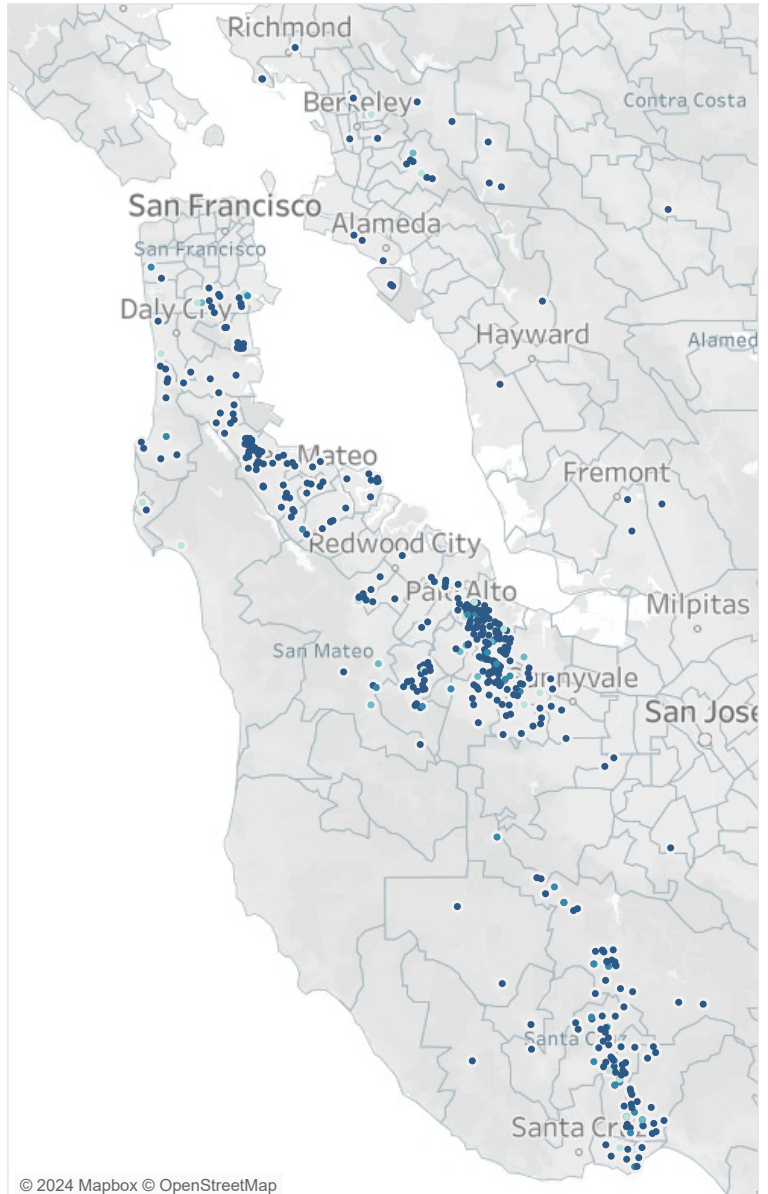 Richmond
Berkeley
Contra Costa
San Francisco
Alameda
San Francisco
Daly City
Hayward
Alamed
San Mateo
Fremont
Redwood City
Palo Alto
Milpitas
San Mateo
Sunnyvale
San Jose
Santa Cruz
Santa Cruz
© 2024 Mapbox © OpenStreetMap